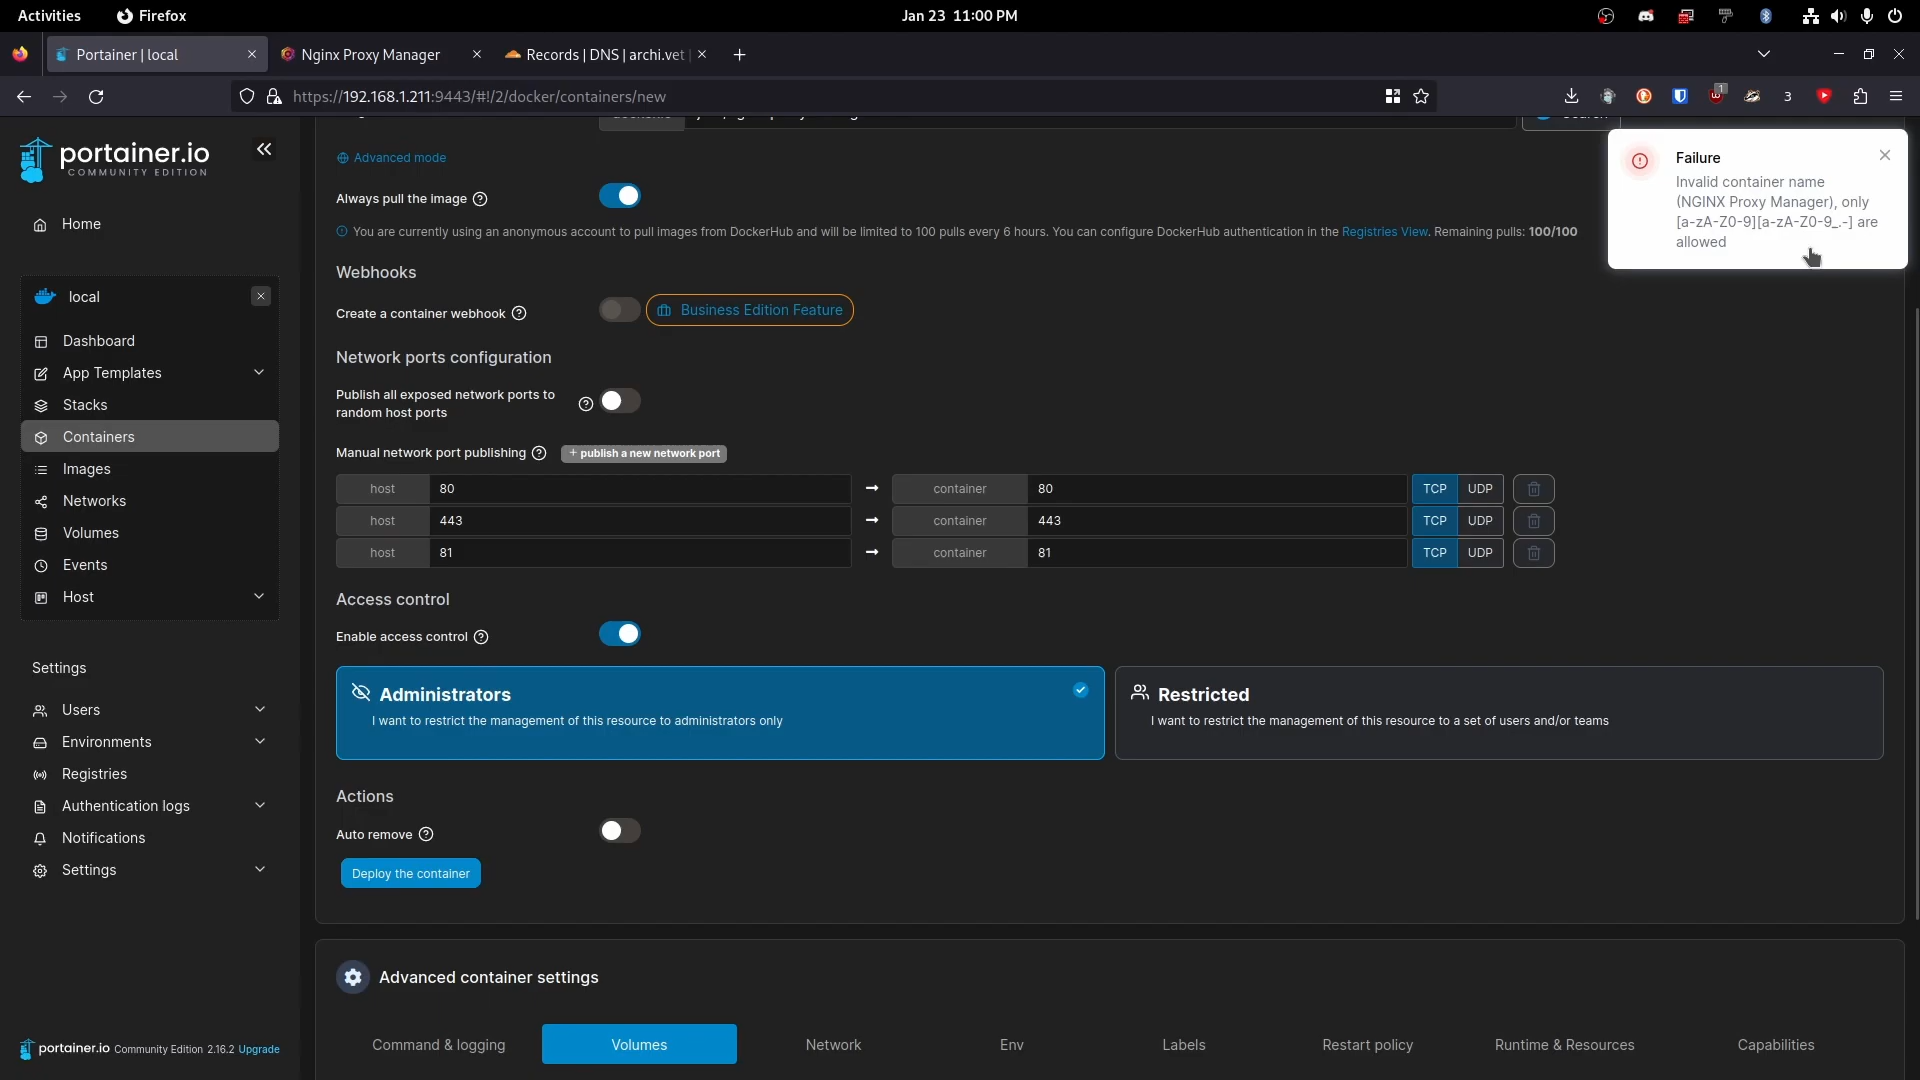 Activities
Firefox
Jan 23 11:00 PM
Portainer | local
Nginx Proxy Manager
Records | DNS | archi.vet |
https://192.168.1.211:9443/#!/2/docker/containers/new
1
3
portainer.io
COMMUNITY EDITION
Home
local
Dashboard
App Templates
Stacks
Containers
Images
Networks
Volumes
Events
Host
Settings
Users
Environments
Registries
Authentication logs
Notifications
Settings
portainer.io Community Edition 2.16.2 Upgrade
Advanced mode
Always pull the image
You are currently using an anonymous account to pull images from DockerHub and will be limited to 100 pulls every 6 hours. You can configure DockerHub authentication in the Registries View. Remaining pulls: 100/100
Webhooks
Create a container webhook
Business Edition Feature
Network ports configuration
Publish all exposed network ports to
random host ports
Manual network port publishing
+ publish a new network port
host 80 → container 80 TCP UDP
host 443 → container 443 TCP UDP
host 81 → container 81 TCP UDP
Access control
Enable access control
Administrators
I want to restrict the management of this resource to administrators only
Restricted
I want to restrict the management of this resource to a set of users and/or teams
Actions
Auto remove
Deploy the container
Advanced container settings
Command & logging
Volumes
Network
Env
Labels
Restart policy
Runtime & Resources
Capabilities
Failure
Invalid container name
(NGINX Proxy Manager), only
[a-zA-Z0-9][a-zA-Z0-9_.-] are
allowed